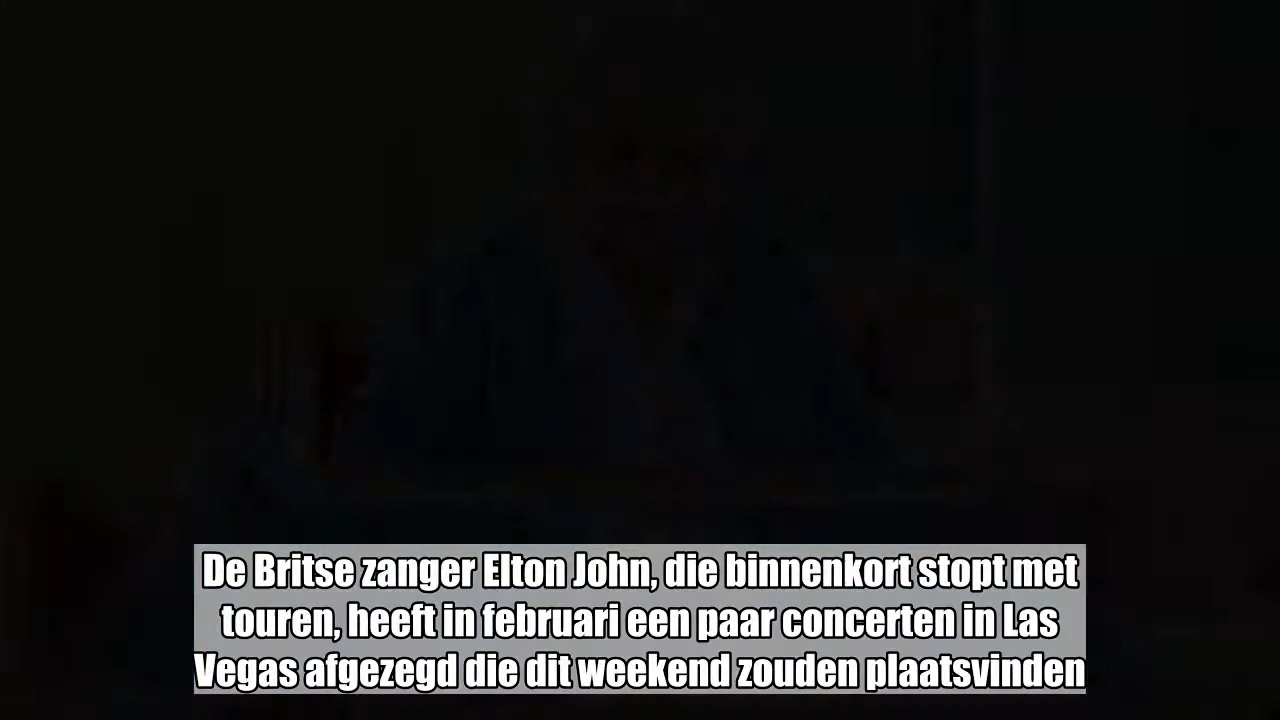 De Britse zanger Elton John, die binnenkort stopt met
touren, heeft in februari een paar concerten in Las
Vegas afgezegd die dit weekend zouden plaatsvinden